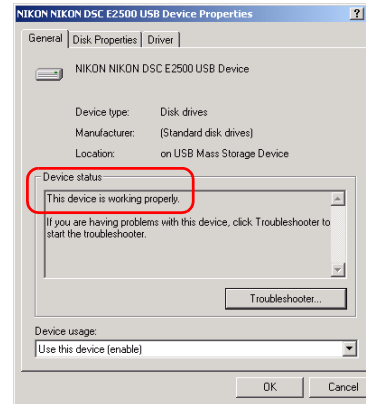 NIKON NIKON DSC E2500 USB Device Properties ?
General Disk Properties Driver
NIKON NIKON DSC E2500 USB Device
Device type: Disk drives
Manufacturer: (Standard disk drives)
Location: on USB Mass Storage Device
Device status
This device is working properly.
If you are having problems with this device, click Troubleshooter to
start the troubleshooter.
Troubleshooter...
Device usage:
Use this device (enable)
OK Cancel